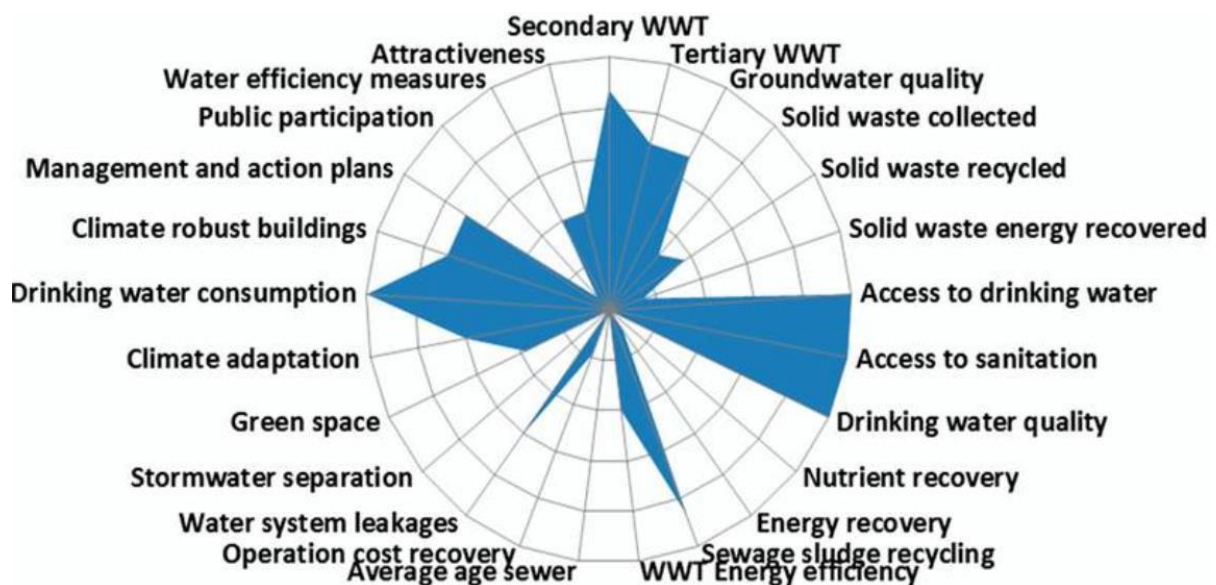 Secondary WWT
Tertiary WWT
Groundwater quality
Solid waste collected
Solid waste recycled
Solid waste energy recovered
Access to drinking water
Access to sanitation
Drinking water quality
Nutrient recovery
Energy recovery
Sewage sludge recycling
WWT Energy efficiency
Average age sewer
Operation cost recovery
Water system leakages
Stormwater separation
Green space
Climate adaptation
Drinking water consumption
Climate robust buildings
Management and action plans
Public participation
Water efficiency measures
Attractiveness